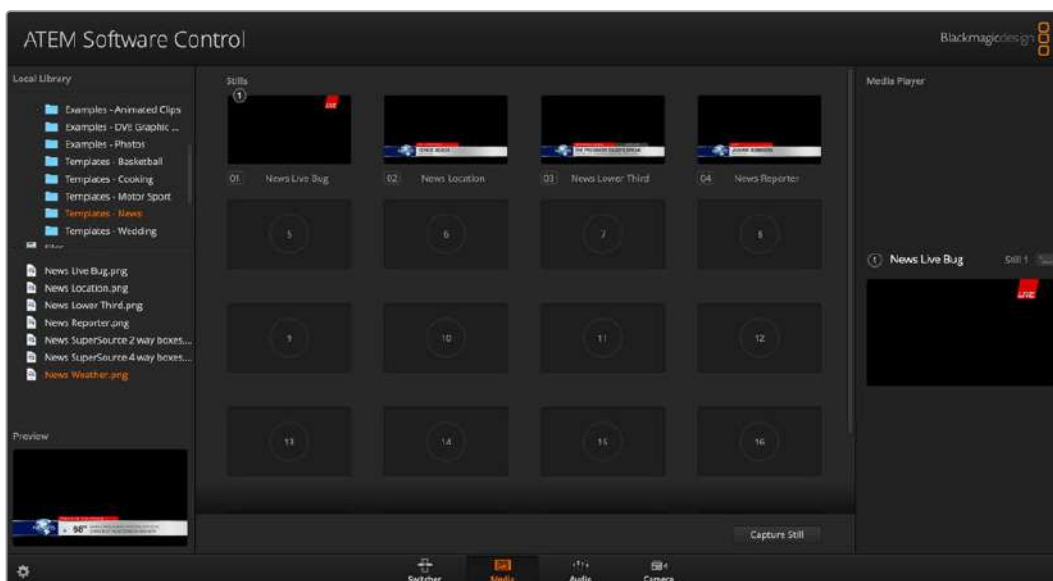 ATEM Software Control
Blackmagicdesign
Local Library
Examples - Animated Clips
Examples - DVE Graphic ...
Examples - Photos
Templates - Basketball
Templates - Cooking
Templates - Motor Sport
Templates - News
Templates - Wedding
News Live Bug.png
News Location.png
News Lower Third.png
News Reporter.png
News SuperSource 2 way boxes...
News SuperSource 4 way boxes...
News Weather.png
Preview
98°
Stills
1
LIVE
01 News Live Bug
02 News Location
03 News Lower Third
04 News Reporter
5
6
7
8
9
10
11
12
13
14
15
16
Capture Still
Media Player
1 News Live Bug Still 1
LIVE
Switcher
Media
Audio
Camera